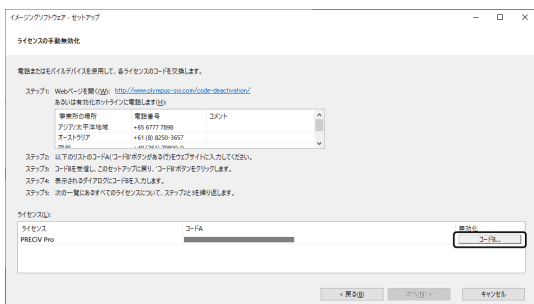 イメージングソフトウェア - セットアップ
ライセンスの手動無効化
電話またはモバイルデバイスを使用して、各ライセンスのコードを交換します。
ステップ1: Webページを開く(W): http://www.olympus-sis.com/code-deactivation/
あるいは有効化ホットラインに電話します(H):
事業所の場所 電話番号 コメント
アジア/太平洋地域 +65 6777 7898
オーストラリア +61 (8) 8250-3657
ステップ2: 以下のリストのコードA('コードB'ボタンがある行)をウェブサイトに入力してください。
ステップ3: コードBを受信し、このセットアップに戻り、'コードB'ボタンをクリックします。
ステップ4: 表示されるダイアログにコードBを入力します。
ステップ5: 次の一覧にあるすべてのライセンスについて、ステップ2と3を繰り返します。
ライセンス(L):
ライセンス コードA 無効化
PRECiV Pro コードB...
< 戻る(B) 次へ(N) > キャンセル